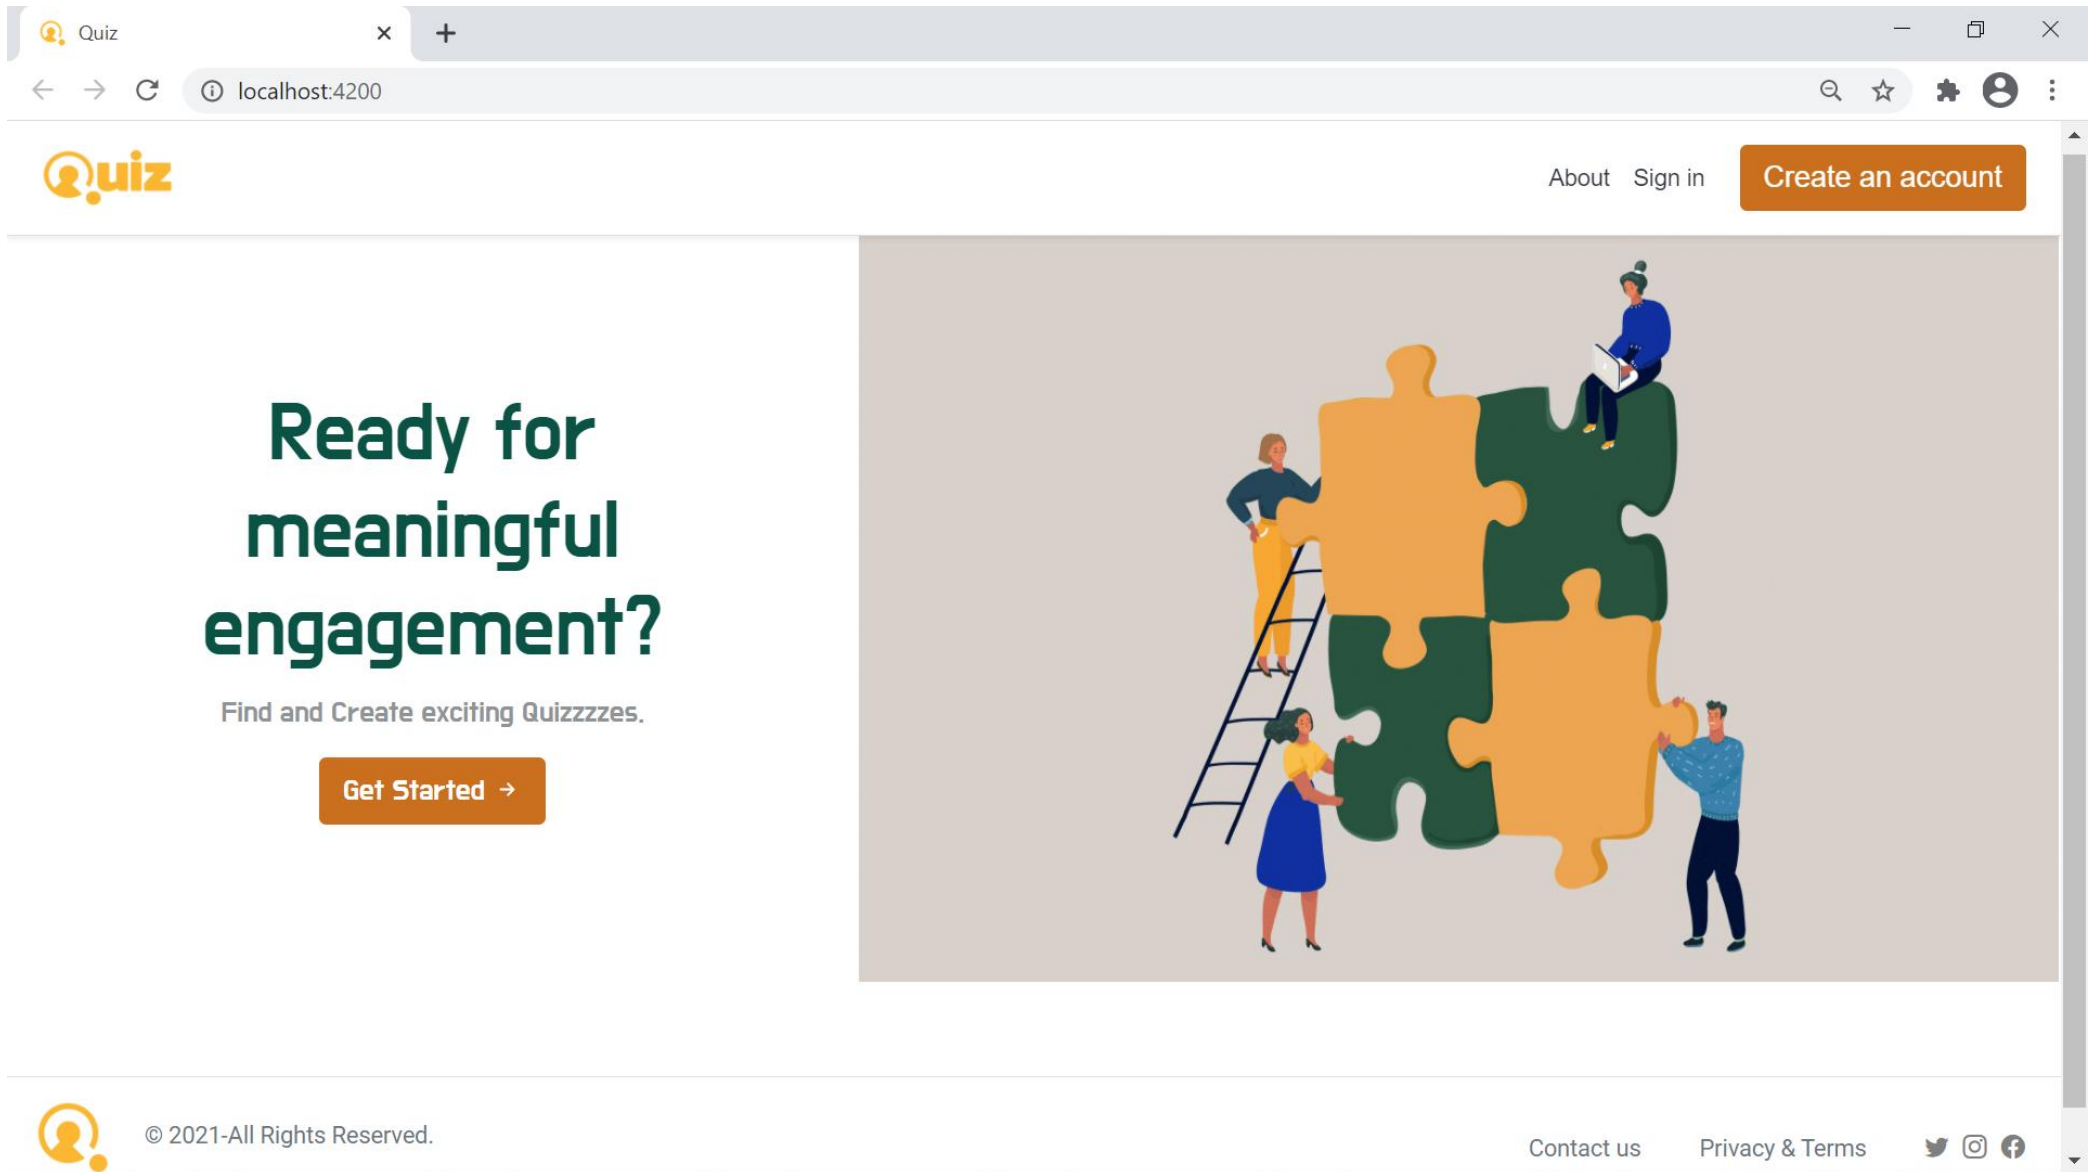 Quiz
localhost:4200
Quiz
About Sign in Create an account
Ready for
meaningful
engagement?
Find and Create exciting Quizzzzes.
Get Started →
© 2021-All Rights Reserved.
Contact us Privacy & Terms